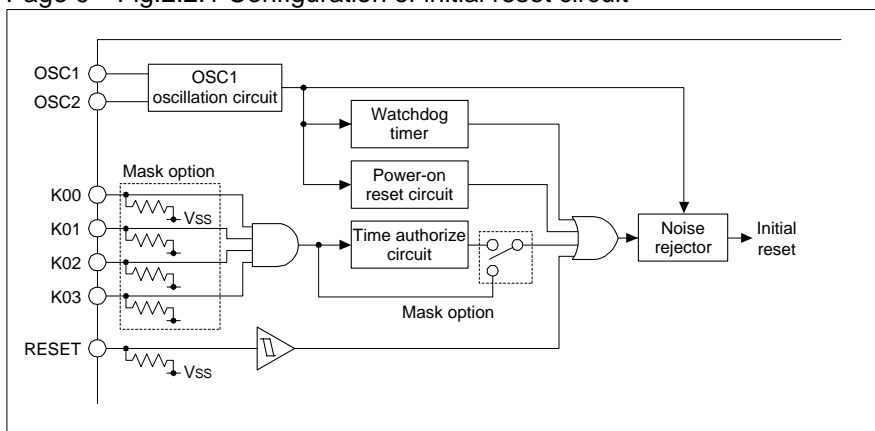 Page 6 Fig.2.2.1 Configuration of initial reset circuit
OSC1
OSC2
OSC1
oscillation circuit
Watchdog
timer
Mask option
Power-on
reset circuit
K00
VSS
K01
K02
K03
Time authorize
circuit
Noise
rejector
Initial
reset
Mask option
RESET
VSS